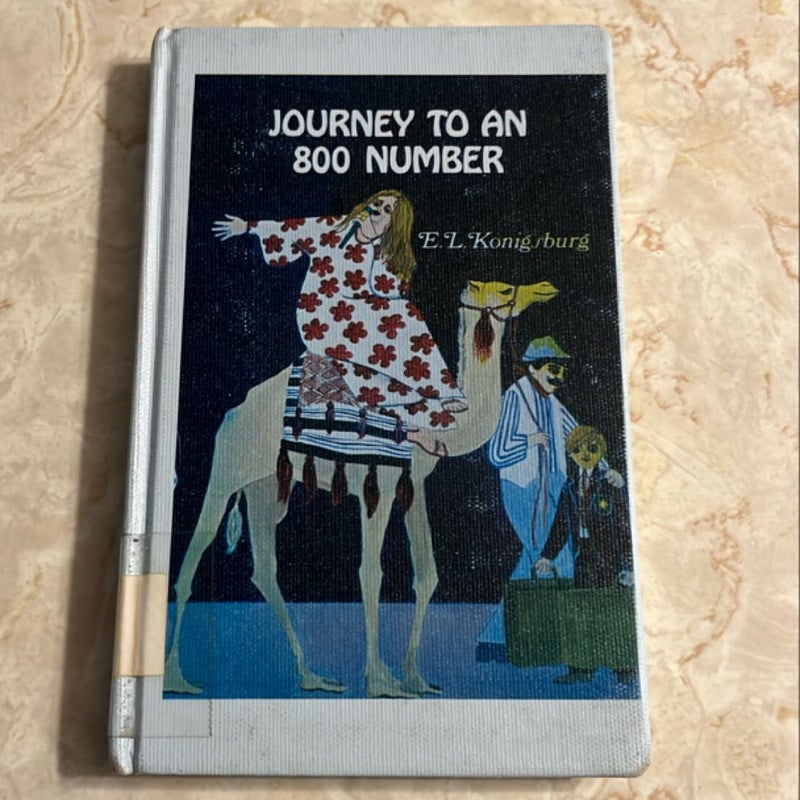 JOURNEY TO AN
800 NUMBER
E.L. Konigsburg